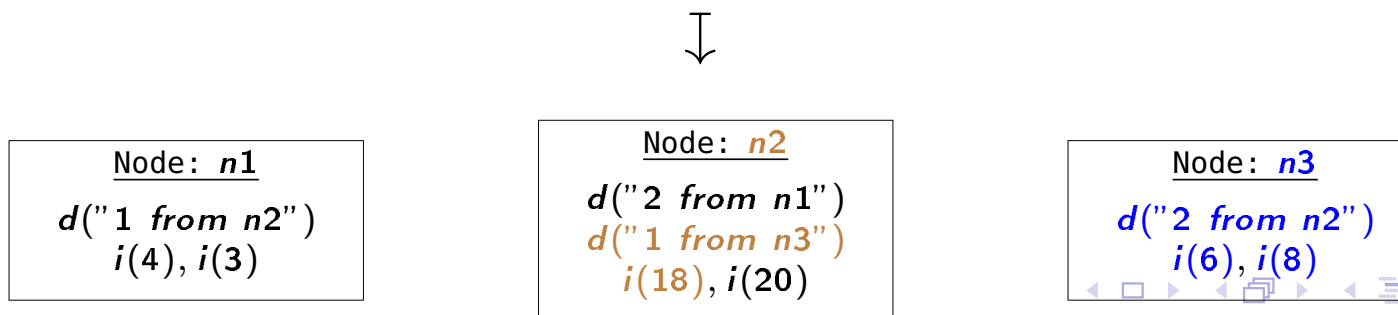 Node: n1
d("1 from n2")
i(4), i(3)
Node: n2
d("2 from n1")
d("1 from n3")
i(18), i(20)
Node: n3
d("2 from n2")
i(6), i(8)